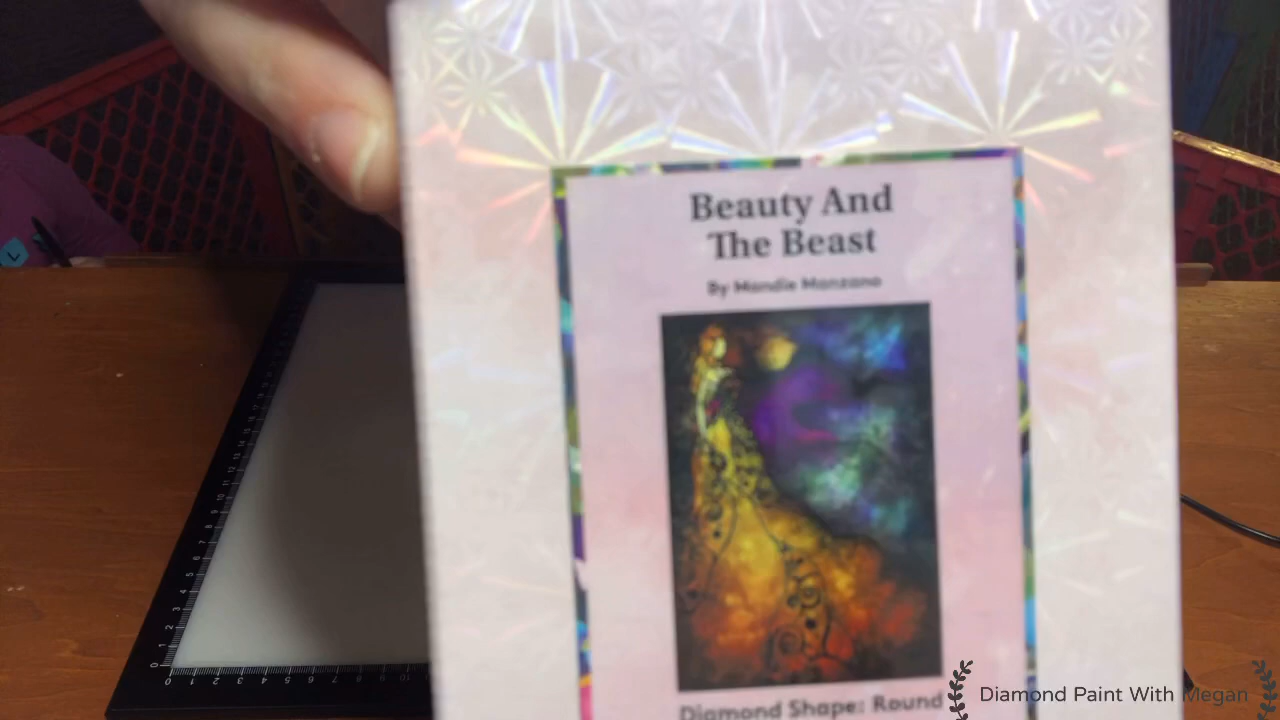 Beauty And
The Beast
By Mandie Manzano
Diamond Shape: Round
Diamond Paint With Megan